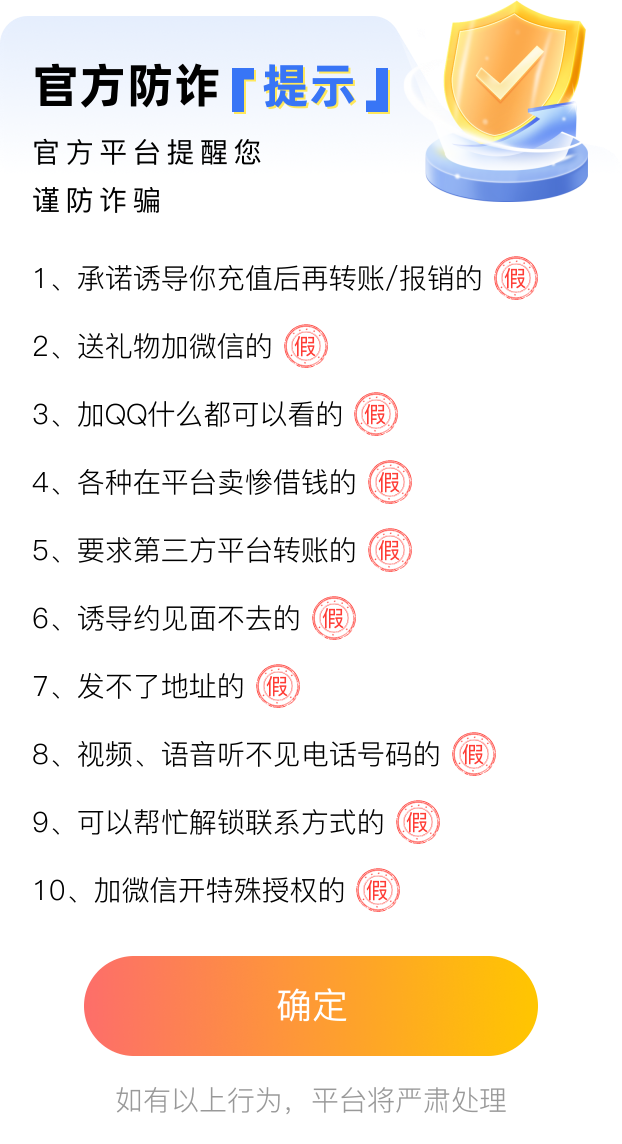 官方防诈「提示」
官方平台提醒您
谨防诈骗
1、承诺诱导你充值后再转账/报销的 假
2、送礼物加微信的 假
3、加QQ什么都可以看的 假
4、各种在平台卖惨借钱的 假
5、要求第三方平台转账的 假
6、诱导约见面不去的 假
7、发不了地址的 假
8、视频、语音听不见电话号码的 假
9、可以帮忙解锁联系方式的 假
10、加微信开特殊授权的 假
确定
如有以上行为，平台将严肃处理